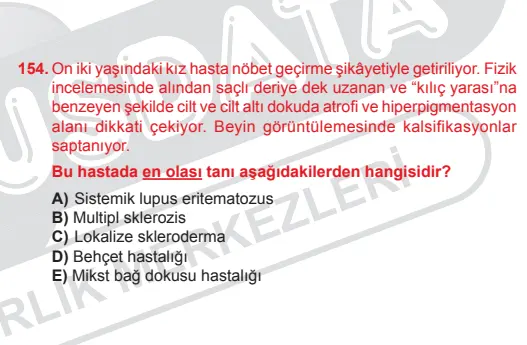 154. On iki yaşındaki kız hasta nöbet geçirme şikâyetiyle getiriliyor. Fizik
incelemesinde alından saçlı deriye dek uzanan ve “kılıç yarası”na
benzeyen şekilde cilt ve cilt altı dokuda atrofi ve hiperpigmentasyon
alanı dikkati çekiyor. Beyin görüntülemesinde kalsifikasyonlar
saptanıyor.
Bu hastada en olası tanı aşağıdakilerden hangisidir?
A) Sistemik lupus eritematozus
B) Multipl sklerozis
C) Lokalize skleroderma
D) Behçet hastalığı
E) Mikst bağ dokusu hastalığı
USDATA
RLİK MERKEZLERİ